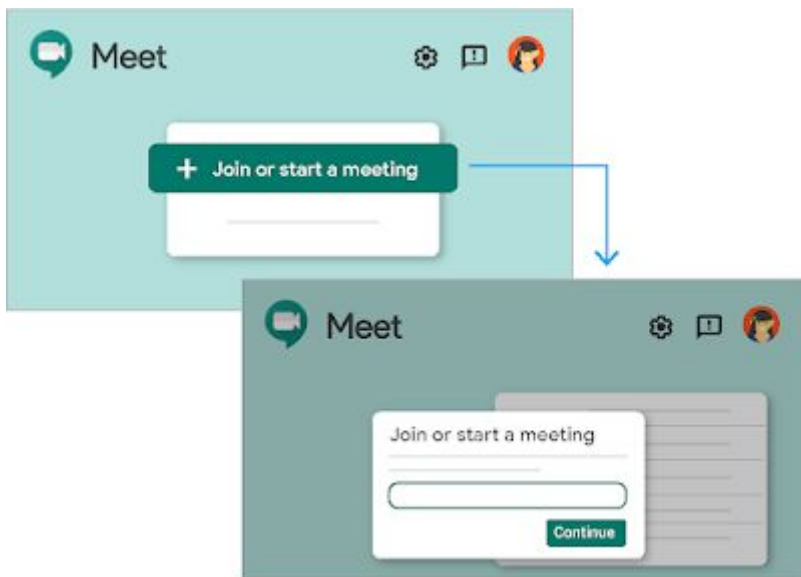 Meet
+ Join or start a meeting
Meet
Join or start a meeting
Continue